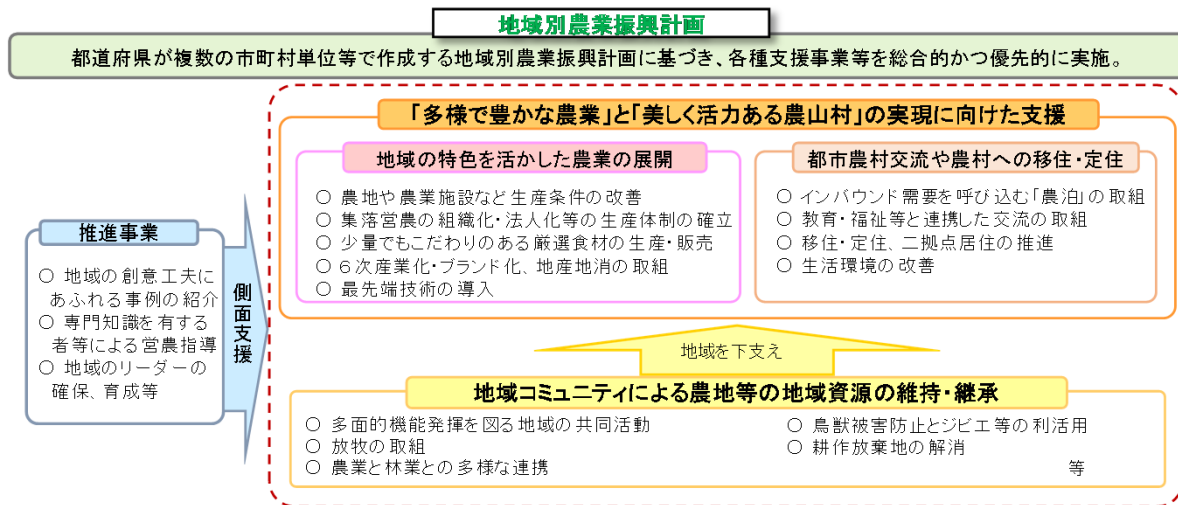 地域別農業振興計画
都道府県が複数の市町村単位等で作成する地域別農業振興計画に基づき、各種支援事業等を総合的かつ優先的に実施。
「多様で豊かな農業」と「美しく活力ある農山村」の実現に向けた支援
地域の特色を活かした農業の展開
○ 農地や農業施設など生産条件の改善
○ 集落営農の組織化・法人化等の生産体制の確立
○ 少量でもこだわりのある厳選食材の生産・販売
○ 6次産業化・ブランド化、地産地消の取組
○ 最先端技術の導入
都市農村交流や農村への移住・定住
○ インバウンド需要を呼び込む「農泊」の取組
○ 教育・福祉等と連携した交流の取組
○ 移住・定住、二拠点居住の推進
○ 生活環境の改善
推進事業
○ 地域の創意工夫に
あふれる事例の紹介
○ 専門知識を有する
者等による営農指導
○ 地域のリーダーの
確保、育成等
側面支援
地域を下支え
地域コミュニティによる農地等の地域資源の維持・継承
○ 多面的機能発揮を図る地域の共同活動
○ 放牧の取組
○ 農業と林業との多様な連携
○ 鳥獣被害防止とジビエ等の利活用
○ 耕作放棄地の解消
等